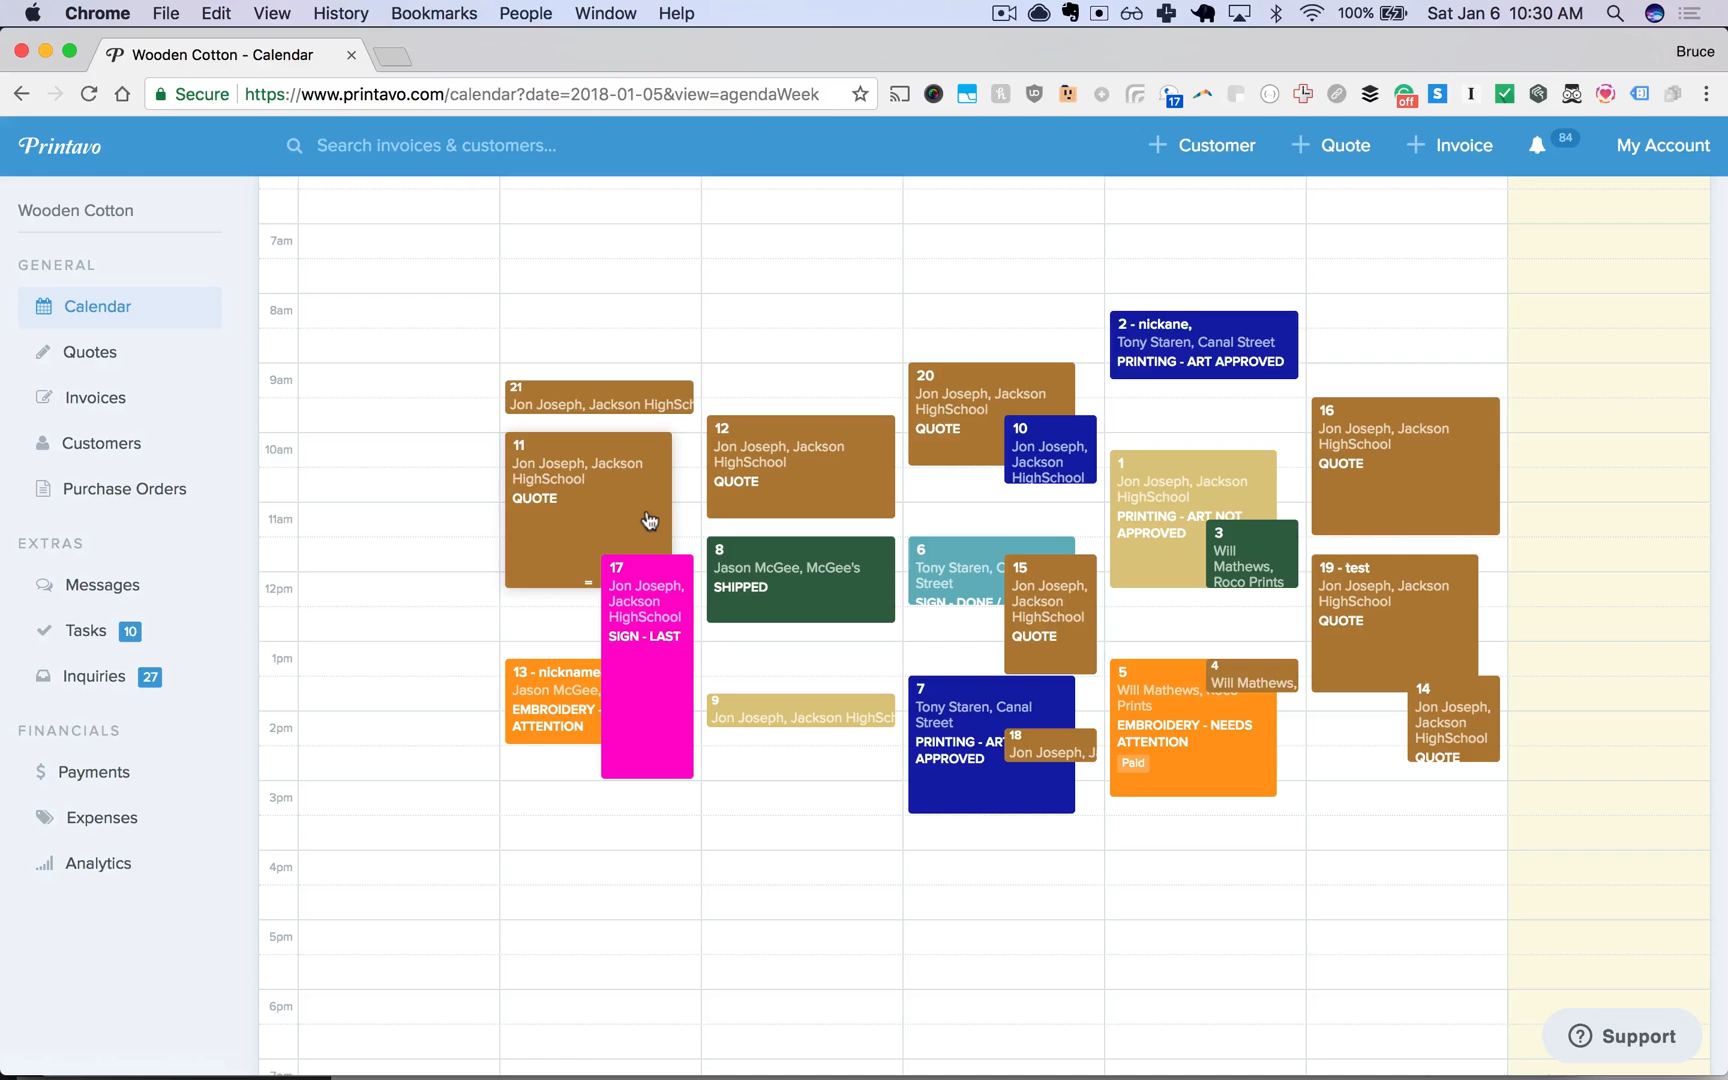 Chrome File Edit View History Bookmarks People Window Help 100% Sat Jan 6 10:30 AM
Wooden Cotton - Calendar
Bruce
Secure https://www.printavo.com/calendar?date=2018-01-05&view=agendaWeek
17
off
Printavo
Search invoices & customers...
Customer
Quote
Invoice
84
My Account
Wooden Cotton
GENERAL
Calendar
Quotes
Invoices
Customers
Purchase Orders
EXTRAS
Messages
Tasks 10
Inquiries 27
FINANCIALS
Payments
Expenses
Analytics
7am
8am
9am
10am
11am
12pm
1pm
2pm
3pm
4pm
5pm
6pm
21
Jon Joseph, Jackson HighSch
11
Jon Joseph, Jackson
HighSchool
QUOTE
17
Jon Joseph,
Jackson
HighSchool
SIGN - LAST
13 - nickname
Jason McGee,
EMBROIDERY -
ATTENTION
12
Jon Joseph, Jackson
HighSchool
QUOTE
8
Jason McGee, McGee's
SHIPPED
9
Jon Joseph, Jackson HighSch
20
Jon Joseph, Jackson
HighSchool
QUOTE
10
Jon Joseph,
Jackson
HighSchool
6
Tony Staren, C
Street
SIGN - DONE /
15
Jon Joseph,
Jackson
HighSchool
QUOTE
7
Tony Staren, Canal
Street
PRINTING - AR
APPROVED
18
Jon Joseph, J
2 - nickane,
Tony Staren, Canal Street
PRINTING - ART APPROVED
1
Jon Joseph, Jackson
HighSchool
PRINTING - ART NOT
APPROVED
3
Will
Mathews,
Roco Prints
5
Will Mathews, Roco
Prints
EMBROIDERY - NEEDS
ATTENTION
Paid
4
Will Mathews,
16
Jon Joseph, Jackson
HighSchool
QUOTE
19 - test
Jon Joseph, Jackson
HighSchool
QUOTE
14
Jon Joseph,
Jackson
HighSchool
QUOTE
Support